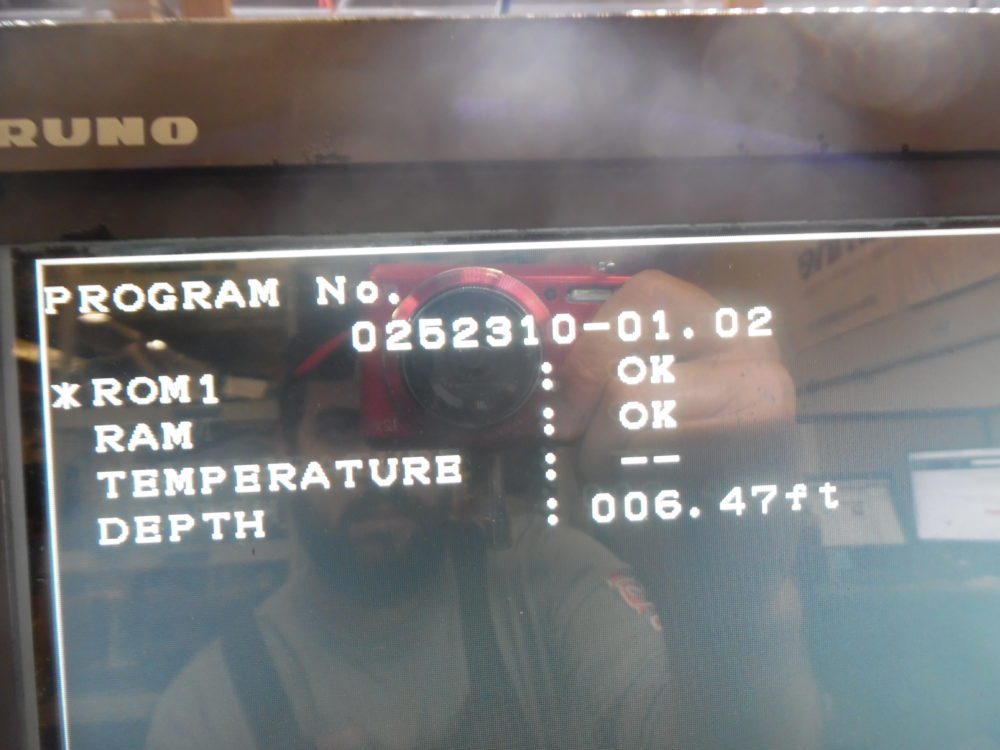 RUNO
PROGRAM No.
0252310-01.02
*ROM1 : OK
RAM : OK
TEMPERATURE : --
DEPTH : 006.47ft